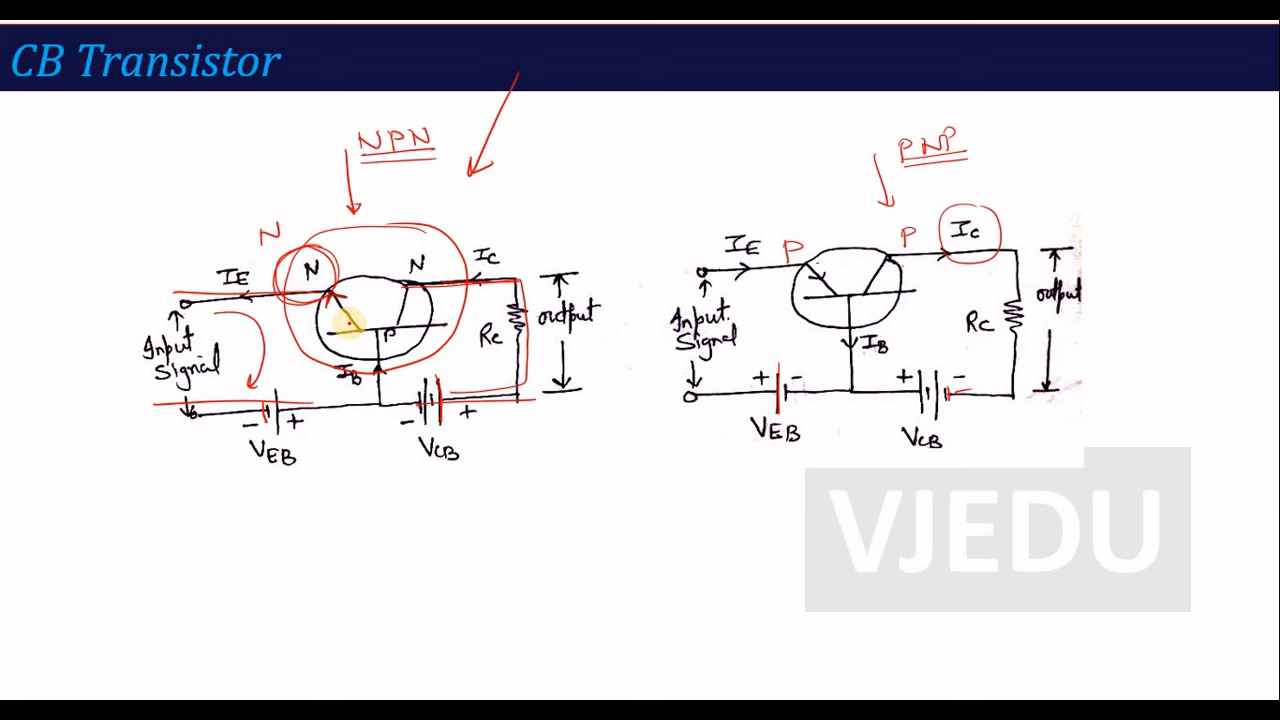 CB Transistor
NPN
N
N
N
IE
IC
P
IB
Input
Signal
RC
output
-
+
VEB
-
+
VCB
PNP
P
P
IE
IC
IB
Input
Signal
RC
output
+
-
VEB
+
-
VCB
VJEDU